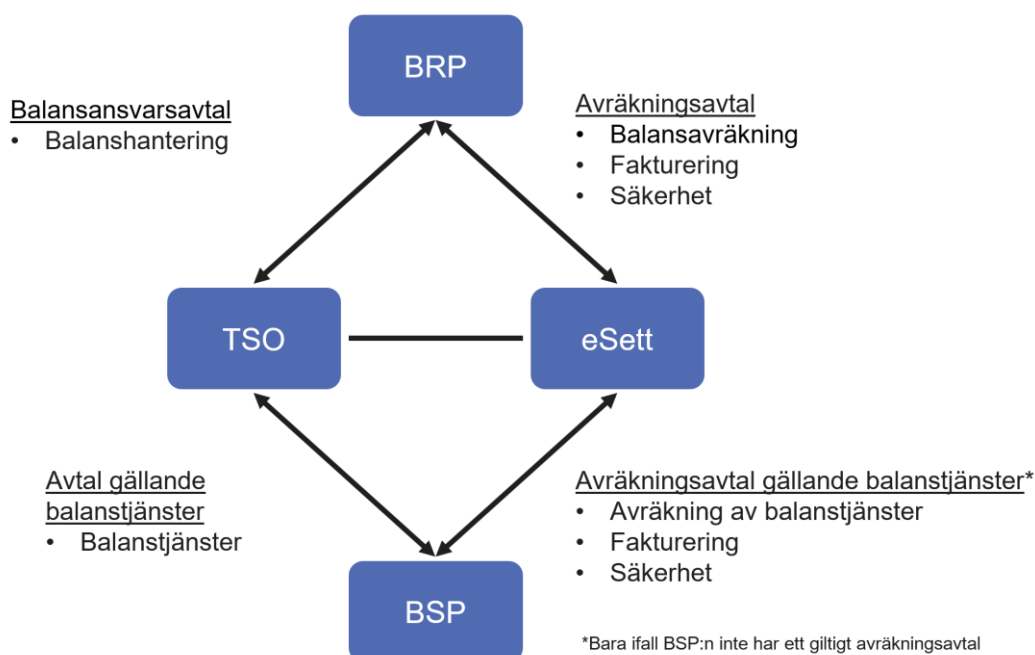 BRP
Balansansvarsavtal
• Balanshantering
Avräkningsavtal
• Balansavräkning
• Fakturering
• Säkerhet
TSO
eSett
Avtal gällande
balanstjänster
• Balanstjänster
Avräkningsavtal gällande balanstjänster*
• Avräkning av balanstjänster
• Fakturering
• Säkerhet
BSP
*Bara ifall BSP:n inte har ett giltigt avräkningsavtal